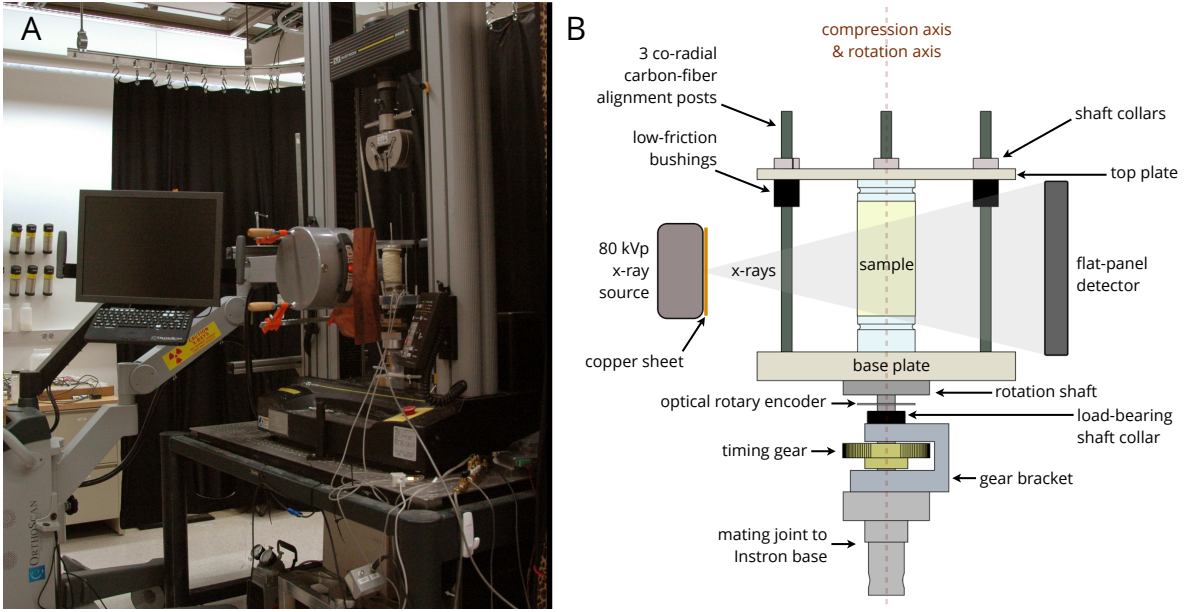 A
ORTHOSCAN
B
compression axis
& rotation axis
3 co-radial
carbon-fiber
alignment posts
low-friction
bushings
shaft collars
top plate
80 kVp
x-ray
source
x-rays
sample
flat-panel
detector
copper sheet
base plate
rotation shaft
optical rotary encoder
load-bearing
shaft collar
timing gear
gear bracket
mating joint to
Instron base